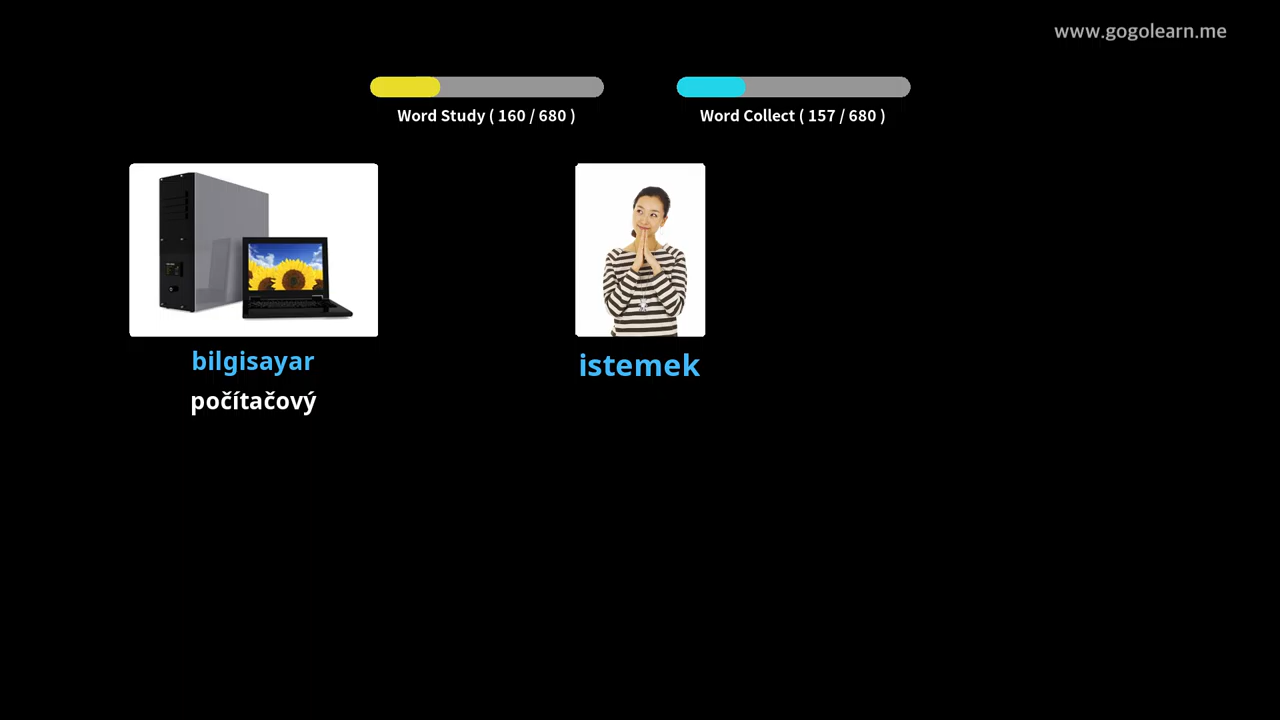 www.gogolearn.me
Word Study ( 160 / 680 )
Word Collect ( 157 / 680 )
bilgisayar
počítačový
istemek